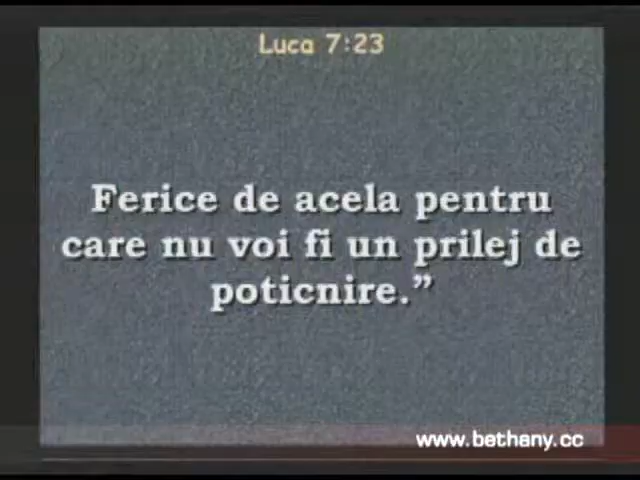 Luca 7:23
Ferice de acela pentru
care nu voi fi un prilej de
poticnire.”
www.bethany.cc